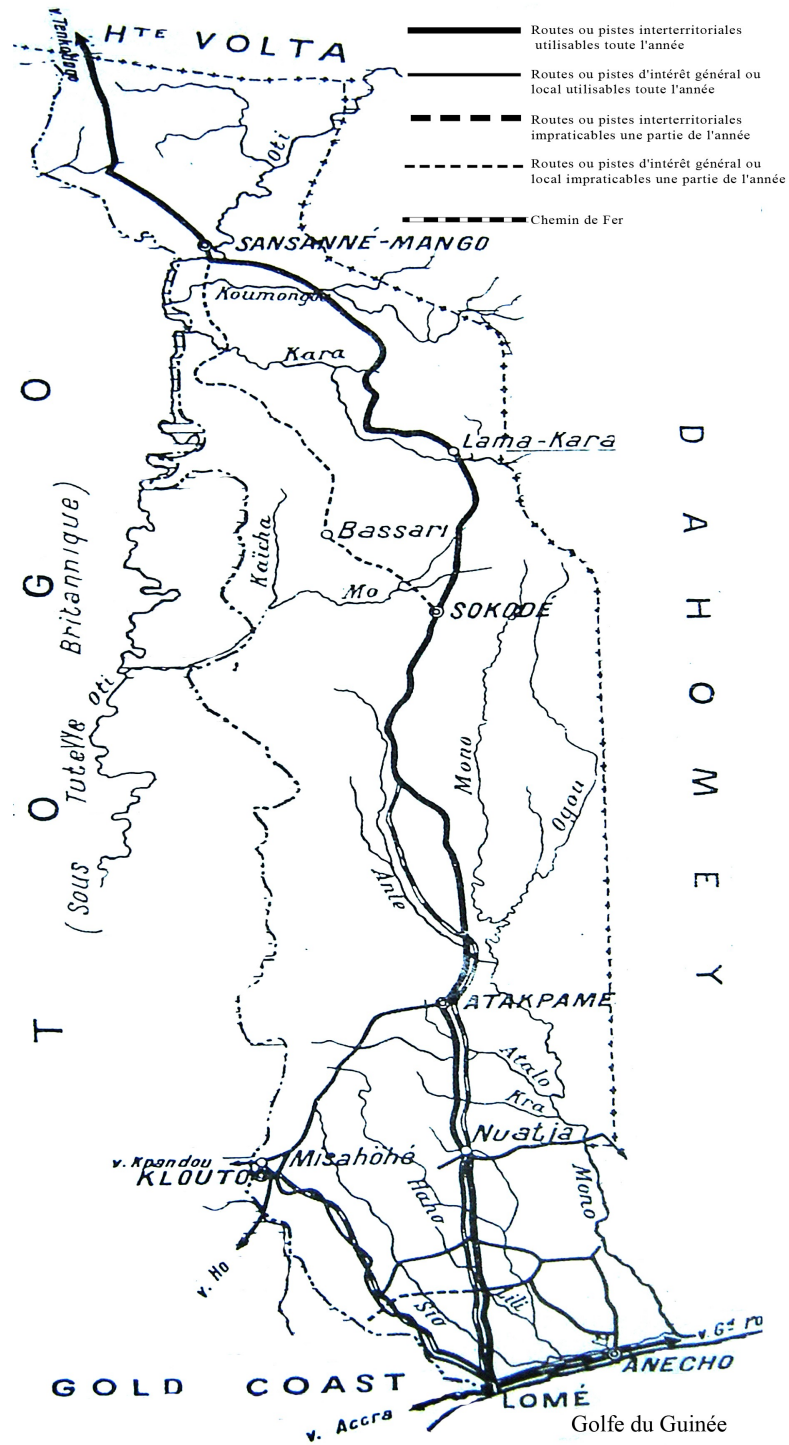 v. Tenkodogo
Hᵀᴱ VOLTA
Routes ou pistes interterritoriales
utilisables toute l'année
Routes ou pistes d'intérêt général ou
local utilisables toute l'année
Routes ou pistes interterritoriales
impraticables une partie de l'année
Routes ou pistes d'intérêt général ou
local impraticables une partie de l'année
Chemin de Fer
Oti
SANSANNÉ-MANGO
Koumongou
Kara
Lama-Kara
DAHOMEY
TOGO
(Sous Tutelle Britannique)
Bassari
Kaïcha
Mo
SOKODÉ
Oti
Mono
Ogou
Anie
ATAKPAMÉ
Atalo
Kra
Nuatja
v. Kpandou
Misahöhé
KLOUTO
Haho
Mono
v. Ho
Sio
Lili
v. Gd Po
ANECHO
GOLD COAST
LOMÉ
v. Accra
Golfe du Guinée